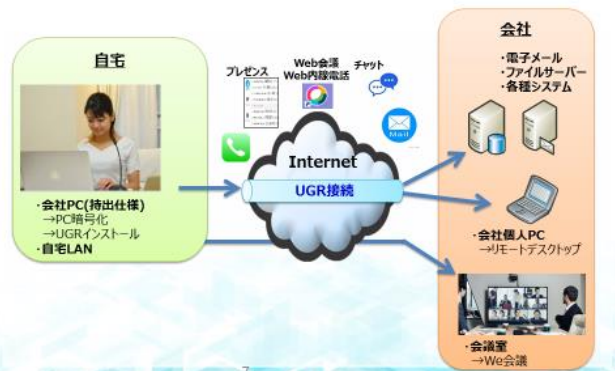 自宅
・会社PC(持出仕様)
→PC暗号化
→UGRインストール
・自宅LAN
プレゼンス
Web会議
Web内線電話
チャット
Mail
Internet
UGR接続
会社
・電子メール
・ファイルサーバー
・各種システム
・会社個人PC
→リモートデスクトップ
・会議室
→We会議
7